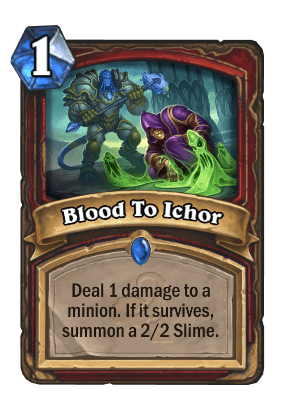 1
Blood To Ichor
Deal 1 damage to a
minion. If it survives,
summon a 2/2 Slime.